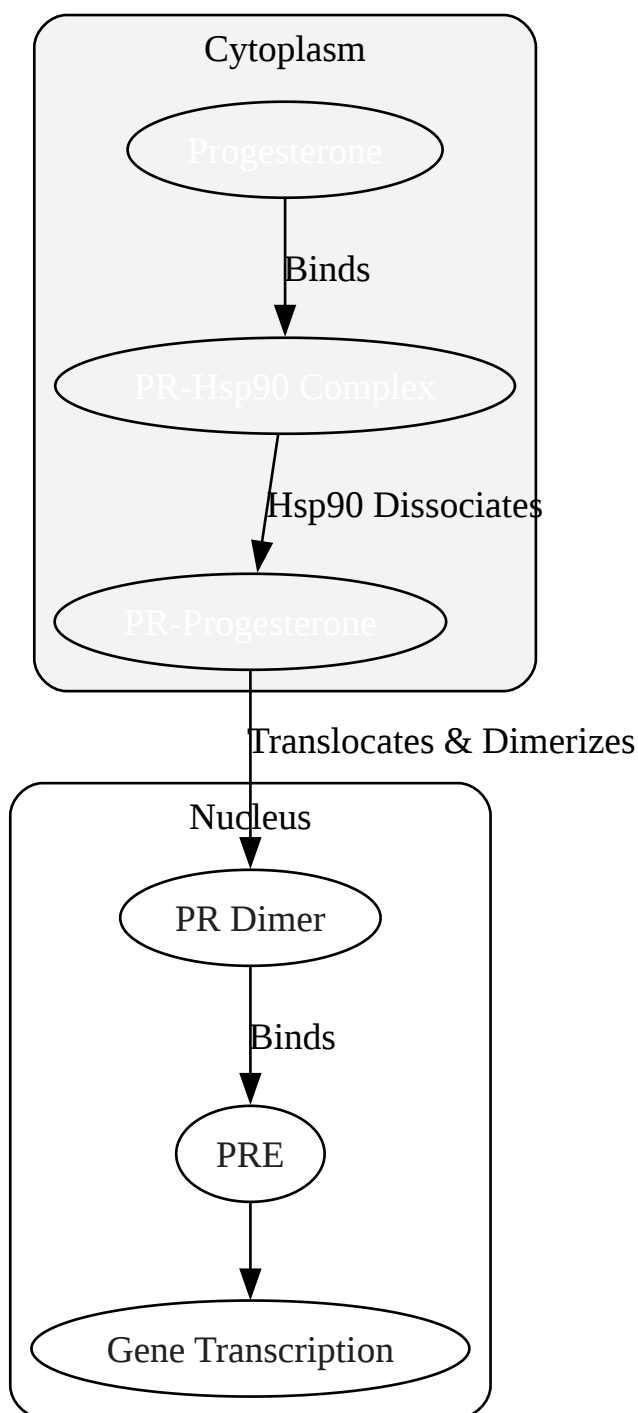 Cytoplasm
Progesterone
Binds
PR-Hsp90 Complex
Hsp90 Dissociates
PR-Progesterone
Translocates & Dimerizes
Nucleus
PR Dimer
Binds
PRE
Gene Transcription